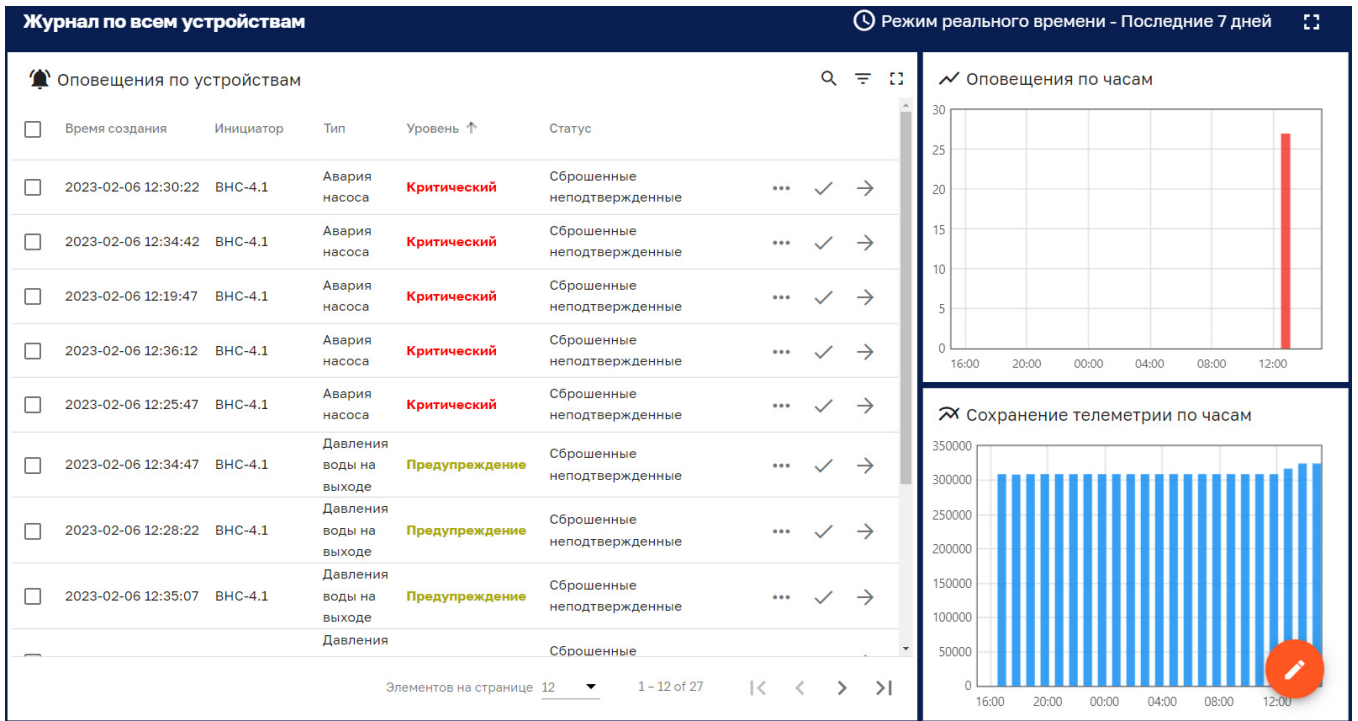 Журнал по всем устройствам
Режим реального времени - Последние 7 дней
Оповещения по устройствам
Время создания Инициатор Тип Уровень Статус
2023-02-06 12:30:22 ВНС-4.1 Авария насоса Критический Сброшенные неподтвержденные
2023-02-06 12:34:42 ВНС-4.1 Авария насоса Критический Сброшенные неподтвержденные
2023-02-06 12:19:47 ВНС-4.1 Авария насоса Критический Сброшенные неподтвержденные
2023-02-06 12:36:12 ВНС-4.1 Авария насоса Критический Сброшенные неподтвержденные
2023-02-06 12:25:47 ВНС-4.1 Авария насоса Критический Сброшенные неподтвержденные
2023-02-06 12:34:47 ВНС-4.1 Давления воды на выходе Предупреждение Сброшенные неподтвержденные
2023-02-06 12:28:22 ВНС-4.1 Давления воды на выходе Предупреждение Сброшенные неподтвержденные
2023-02-06 12:35:07 ВНС-4.1 Давления воды на выходе Предупреждение Сброшенные неподтвержденные
Давления Сброшенные
Элементов на странице 12 1 – 12 of 27
Оповещения по часам
30
25
20
15
10
5
0
16:00 20:00 00:00 04:00 08:00 12:00
Сохранение телеметрии по часам
350000
300000
250000
200000
150000
100000
50000
0
16:00 20:00 00:00 04:00 08:00 12:00